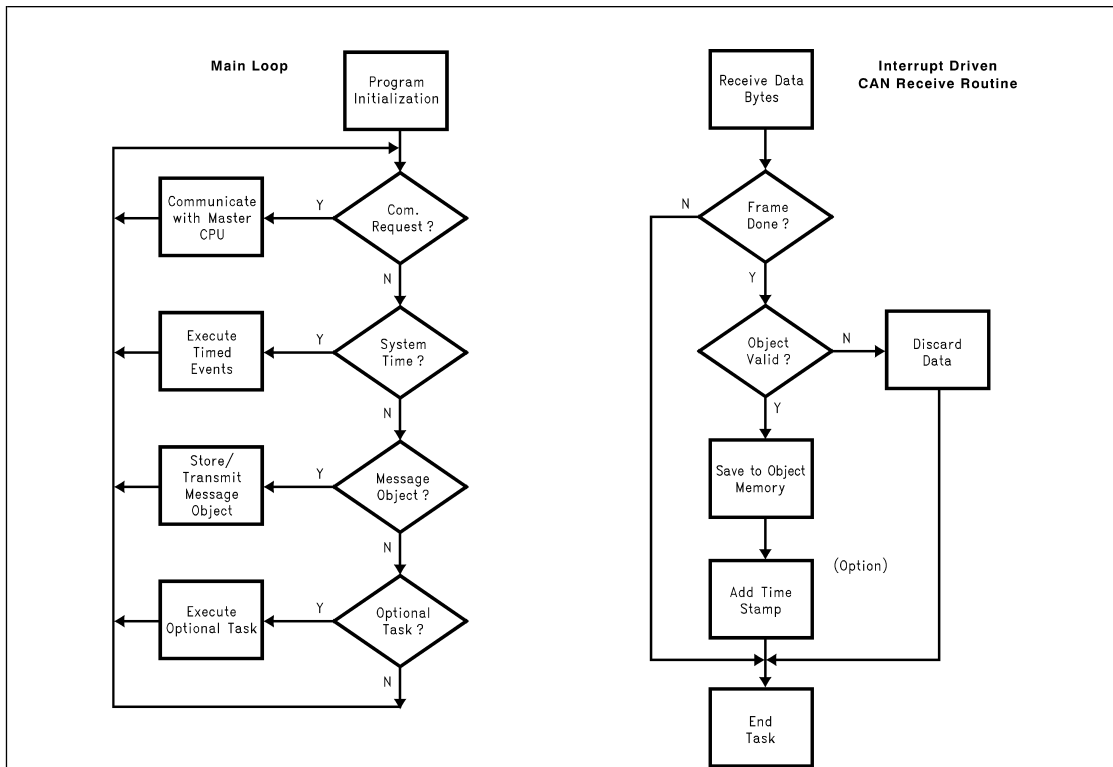 Main Loop
Program
Initialization
Communicate
with Master
CPU
Y
Com.
Request ?
N
Execute
Timed
Events
Y
System
Time ?
N
Store/
Transmit
Message
Object
Y
Message
Object ?
N
Execute
Optional Task
Y
Optional
Task ?
N
Interrupt Driven
CAN Receive Routine
Receive Data
Bytes
N
Frame
Done ?
Y
Object
Valid ?
N
Discard
Data
Y
Save to Object
Memory
(Option)
Add Time
Stamp
End
Task